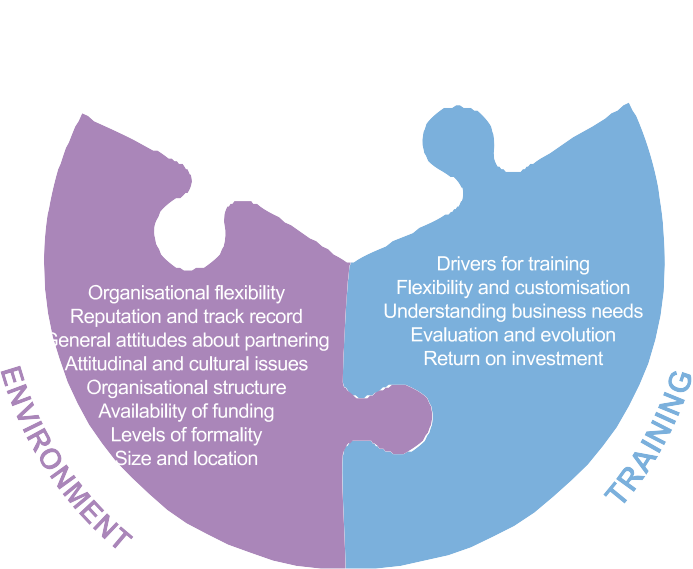 Organisational flexibility
Reputation and track record
General attitudes about partnering
Attitudinal and cultural issues
Organisational structure
Availability of funding
Levels of formality
Size and location
Drivers for training
Flexibility and customisation
Understanding business needs
Evaluation and evolution
Return on investment
ENVIRONMENT
TRAINING